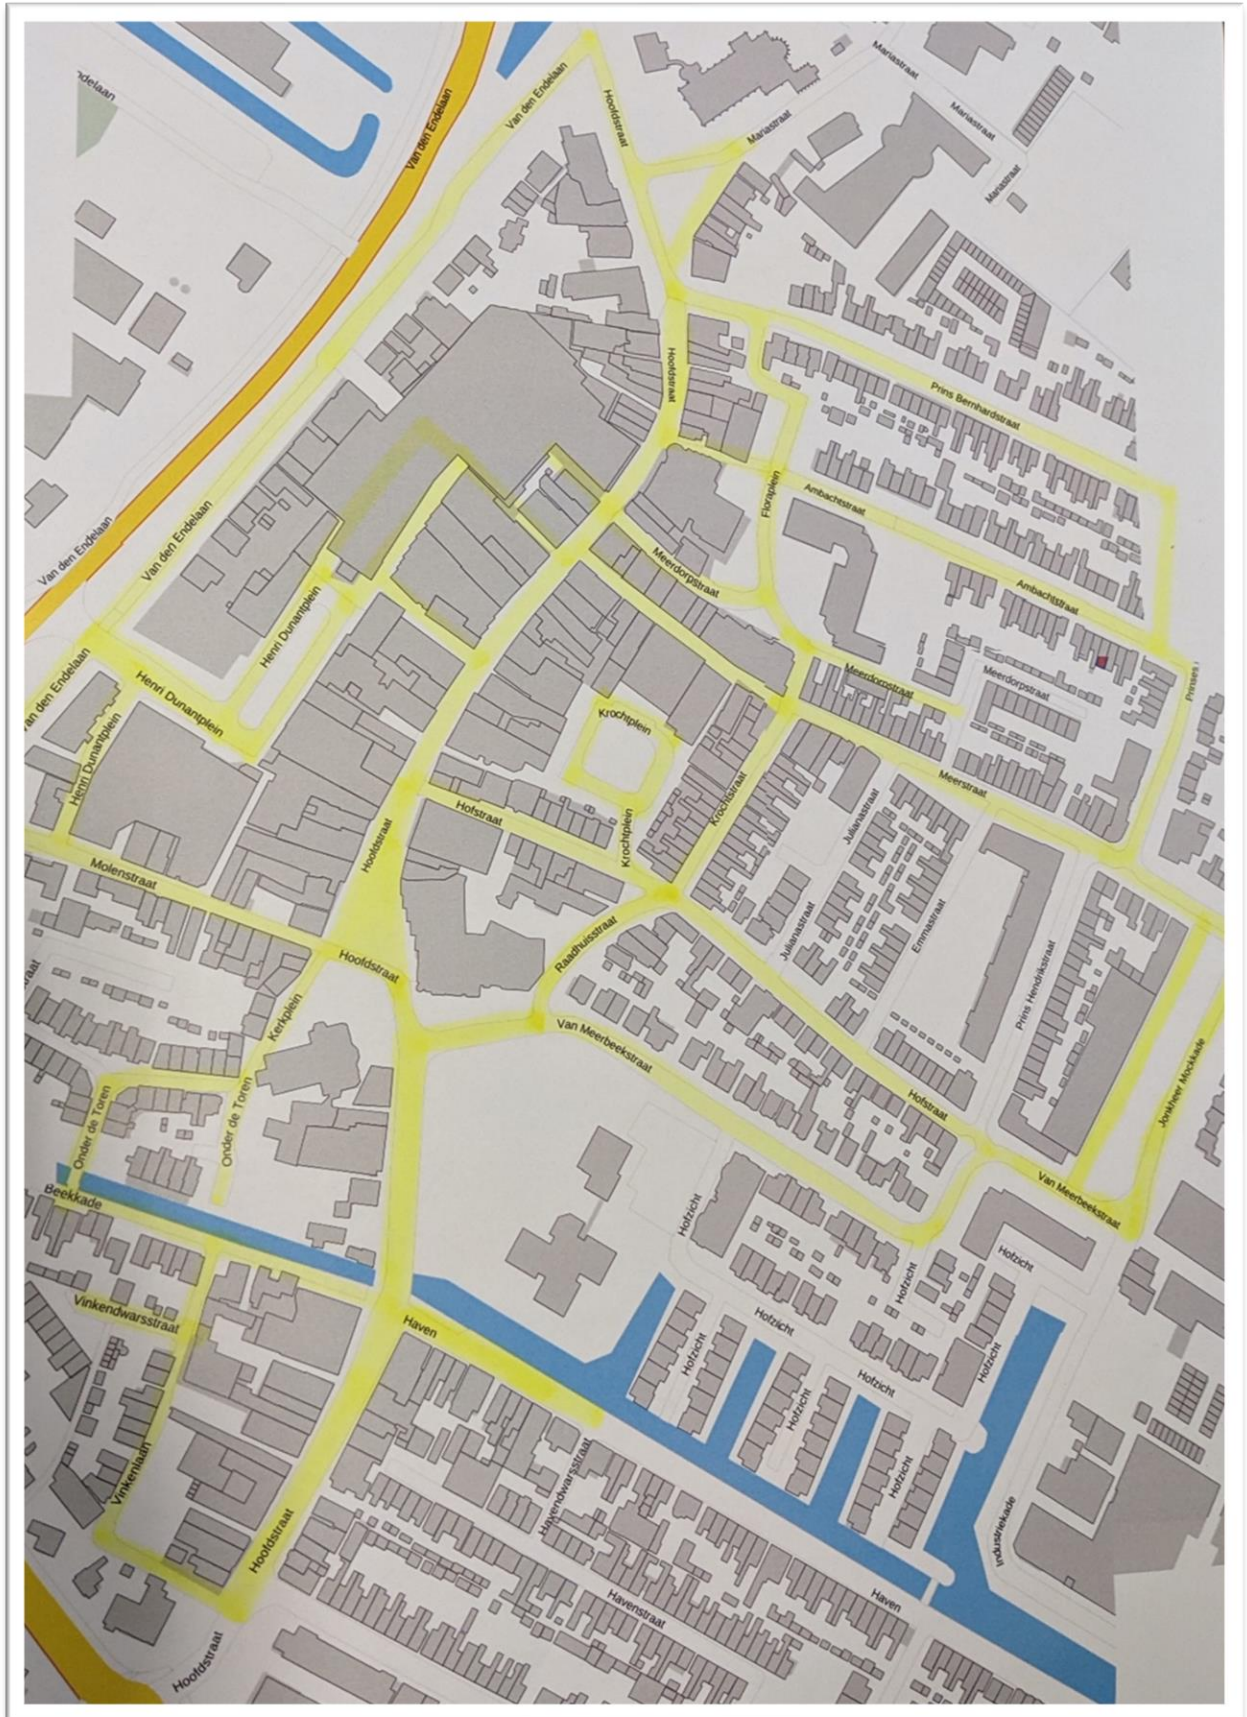 Mariastraat
Van den Endelaan
Van den Endelaan
Hoofdstraat
Mariastraat
Mariastraat
Mariastraat
Hoofdstraat
Prins Bernhardstraat
Floraplein
Ambachtstraat
Van den Endelaan
Van den Endelaan
Meerdorpstraat
Ambachtstraat
Henri Dunantplein
Meerdorpstraat
Meerdorpstraat
Henri Dunantplein
Krochtplein
Henri Dunantplein
Meerstraat
Krochtstraat
Julianastraat
Hofstraat
Krochtplein
Hoofdstraat
Molenstraat
Emmastraat
Julianastraat
Raadhuisstraat
Hoofdstraat
Prins Hendrikstraat
Kerkplein
Van Meerbeekstraat
Jonkheer Mockkade
Hofstraat
Onder de Toren
Onder de Toren
Van Meerbeekstraat
Beekkade
Hofzicht
Hofzicht
Hofzicht
Vinkendwarsstraat
Haven
Hofzicht
Hofzicht
Hofzicht
Hofzicht
Hofzicht
Vinkenlaan
Hofzicht
Havendwarsstraat
Hoofdstraat
Industriekade
Haven
Havenstraat
Hoofdstraat